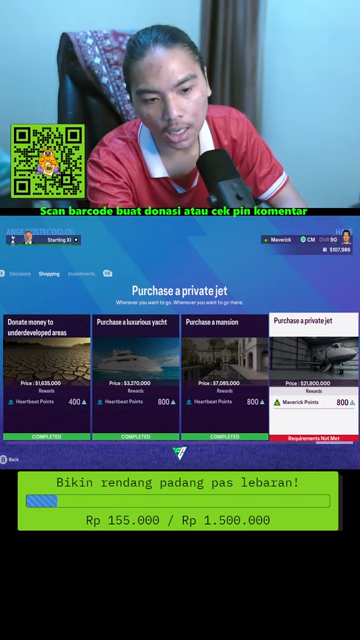 Scan barcode buat donasi atau cek pin komentar
Starting XI
Maverick
CM
90
$107,986
Decisions
Shopping
Investments
Purchase a private jet
Wherever you want to go. Whenever you want to go there.
Donate money to
underdeveloped areas
Price : $1,635,000
Rewards
Heartbeat Points 400
COMPLETED
Purchase a luxurious yacht
Price : $3,270,000
Rewards
Heartbeat Points 800
COMPLETED
Purchase a mansion
Price : $7,085,000
Rewards
Heartbeat Points 800
COMPLETED
Purchase a private jet
Price : $21,800,000
Rewards
Maverick Points 800
Requirements Not Met
Back
Bikin rendang padang pas lebaran!
Rp 155.000 / Rp 1.500.000